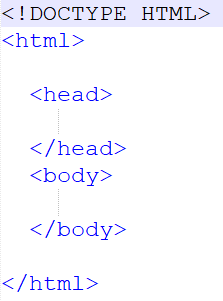 <!DOCTYPE HTML>
<html>
<head>
</head>
<body>
</body>
</html>